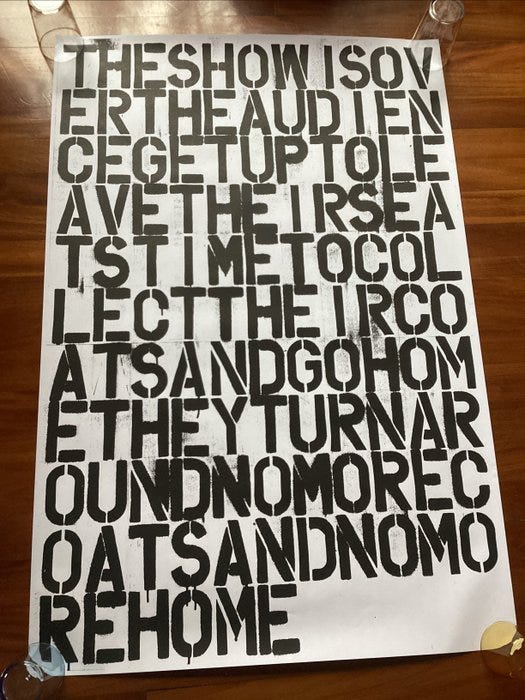 THESHOWISOV
ERTHEAUDIEN
CEGETUPTOLE
AVETHEIRSEA
TSTIMETOCOL
LECTTHEIRCO
ATSANDGOHOM
ETHEYTURNAR
OUNDNOMOREC
OATSANDNOMO
REHOME